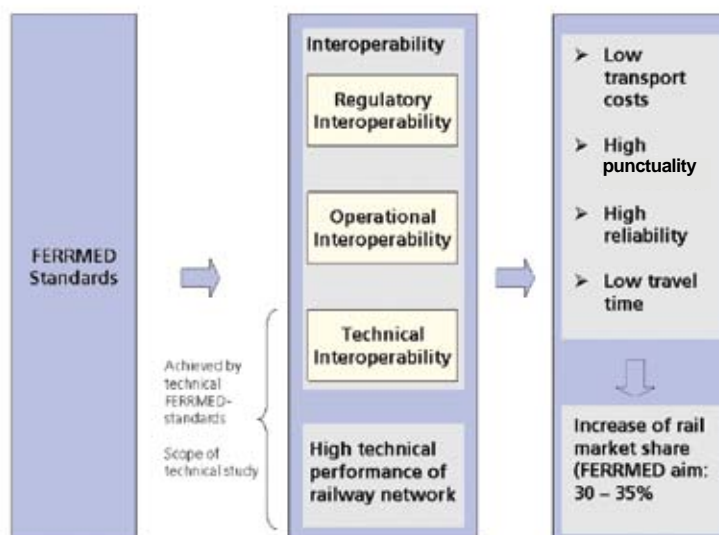 FERRMED
Standards
Achieved by
technical
FERRMED-
standards
Scope of
technical study
Interoperability
Regulatory
Interoperability
Operational
Interoperability
Technical
Interoperability
High technical
performance of
railway network
➤ Low
transport
costs
➤ High
punctuality
➤ High
reliability
➤ Low travel
time
Increase of rail
market share
(FERRMED aim:
30 – 35%